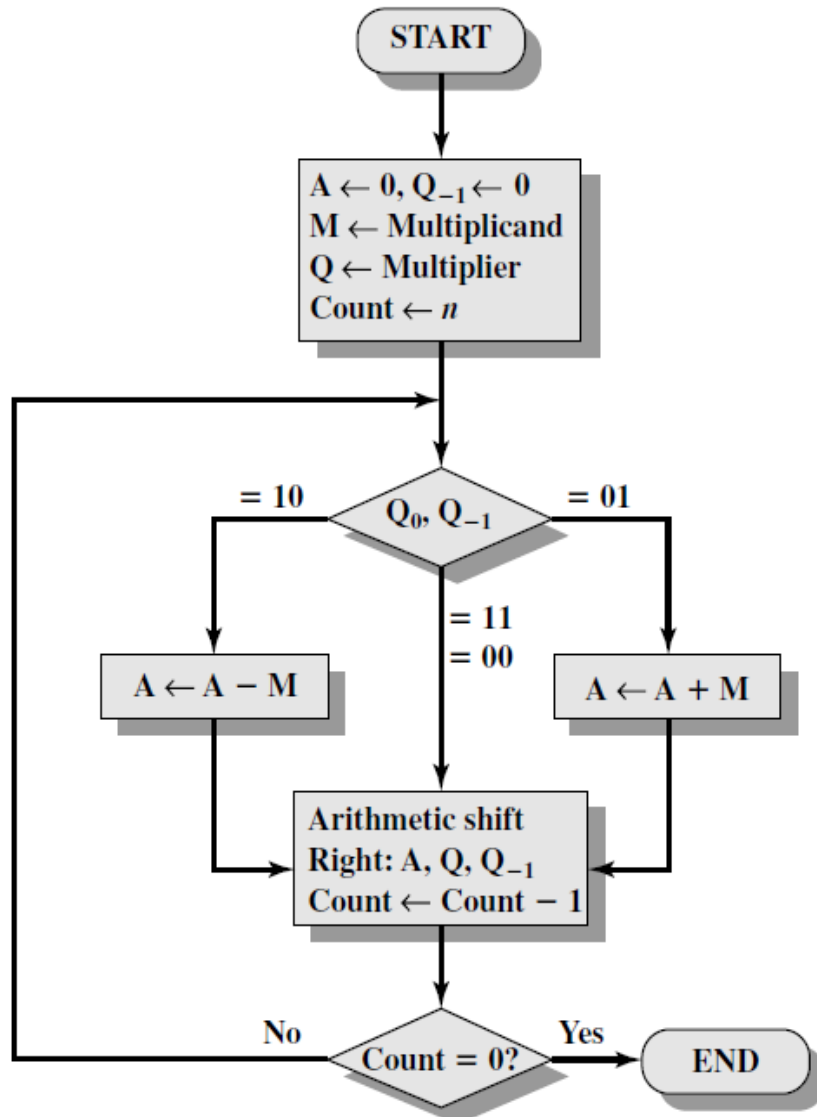 START
A ← 0, Q₋₁ ← 0
M ← Multiplicand
Q ← Multiplier
Count ← n
= 10
Q₀, Q₋₁
= 01
= 11
= 00
A ← A − M
A ← A + M
Arithmetic shift
Right: A, Q, Q₋₁
Count ← Count − 1
No
Count = 0?
Yes
END